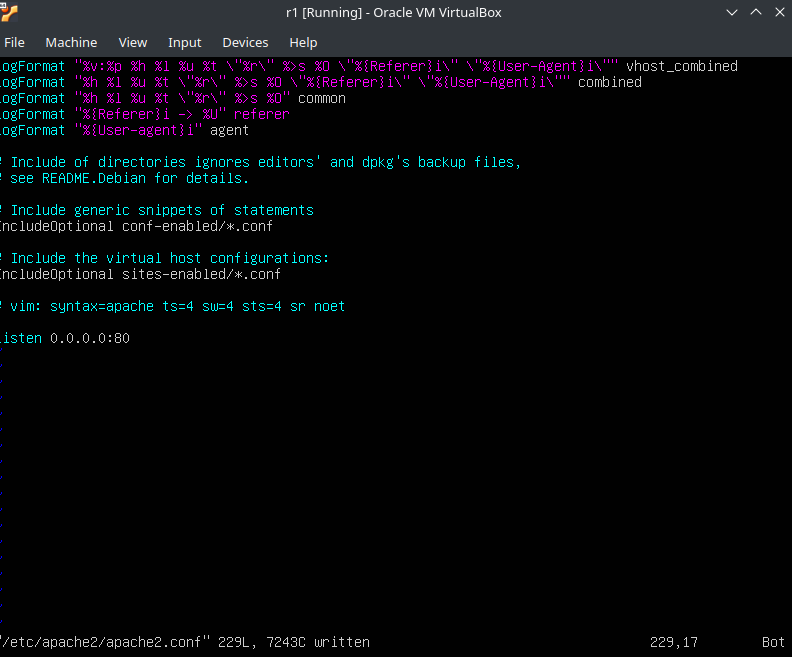 r1 [Running] - Oracle VM VirtualBox
File Machine View Input Devices Help
ogFormat "%v:%p %h %l %u %t \"%r\" %>s %O \"%{Referer}i\" \"%{User-Agent}i\"" vhost_combined
ogFormat "%h %l %u %t \"%r\" %>s %O \"%{Referer}i\" \"%{User-Agent}i\"" combined
ogFormat "%h %l %u %t \"%r\" %>s %O" common
ogFormat "%{Referer}i -> %U" referer
ogFormat "%{User-agent}i" agent
# Include of directories ignores editors' and dpkg's backup files,
# see README.Debian for details.
# Include generic snippets of statements
IncludeOptional conf-enabled/*.conf
# Include the virtual host configurations:
IncludeOptional sites-enabled/*.conf
# vim: syntax=apache ts=4 sw=4 sts=4 sr noet
Listen 0.0.0.0:80
"/etc/apache2/apache2.conf" 229L, 7243C written 229,17 Bot